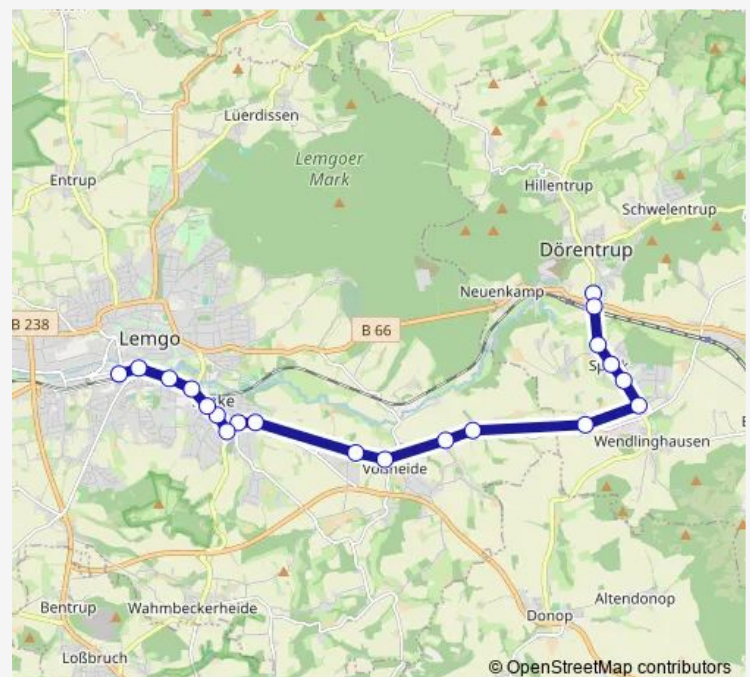 Lüerdissen
Lemgoer
Mark
Entrup
Hillentrup
Schwelentrup
Dörentrup
Neuenkamp
B 238
B 66
Lemgo
Wendlinghausen
Voßheide
Bentrup
Wahmbeckerheide
Altendonop
Donop
Loßbruch
© OpenStreetMap contributors